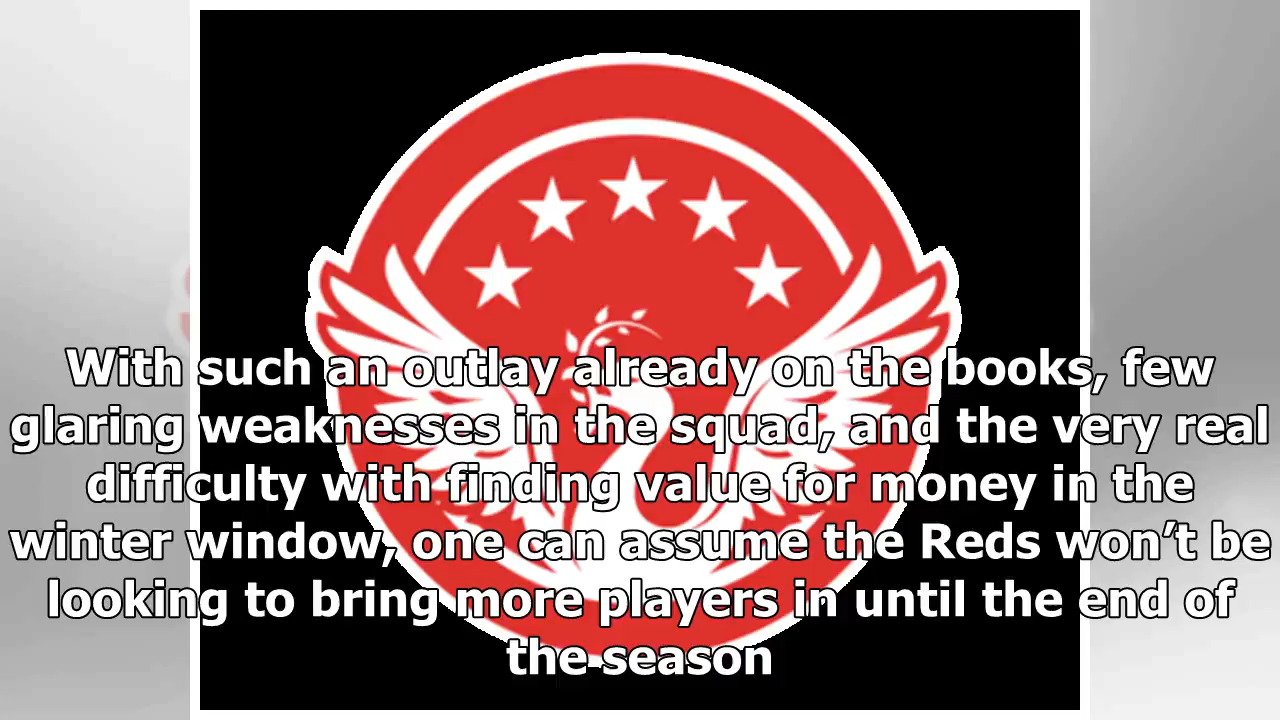 With such an outlay already on the books, few
glaring weaknesses in the squad, and the very real
difficulty with finding value for money in the
winter window, one can assume the Reds won’t be
looking to bring more players in until the end of
the season